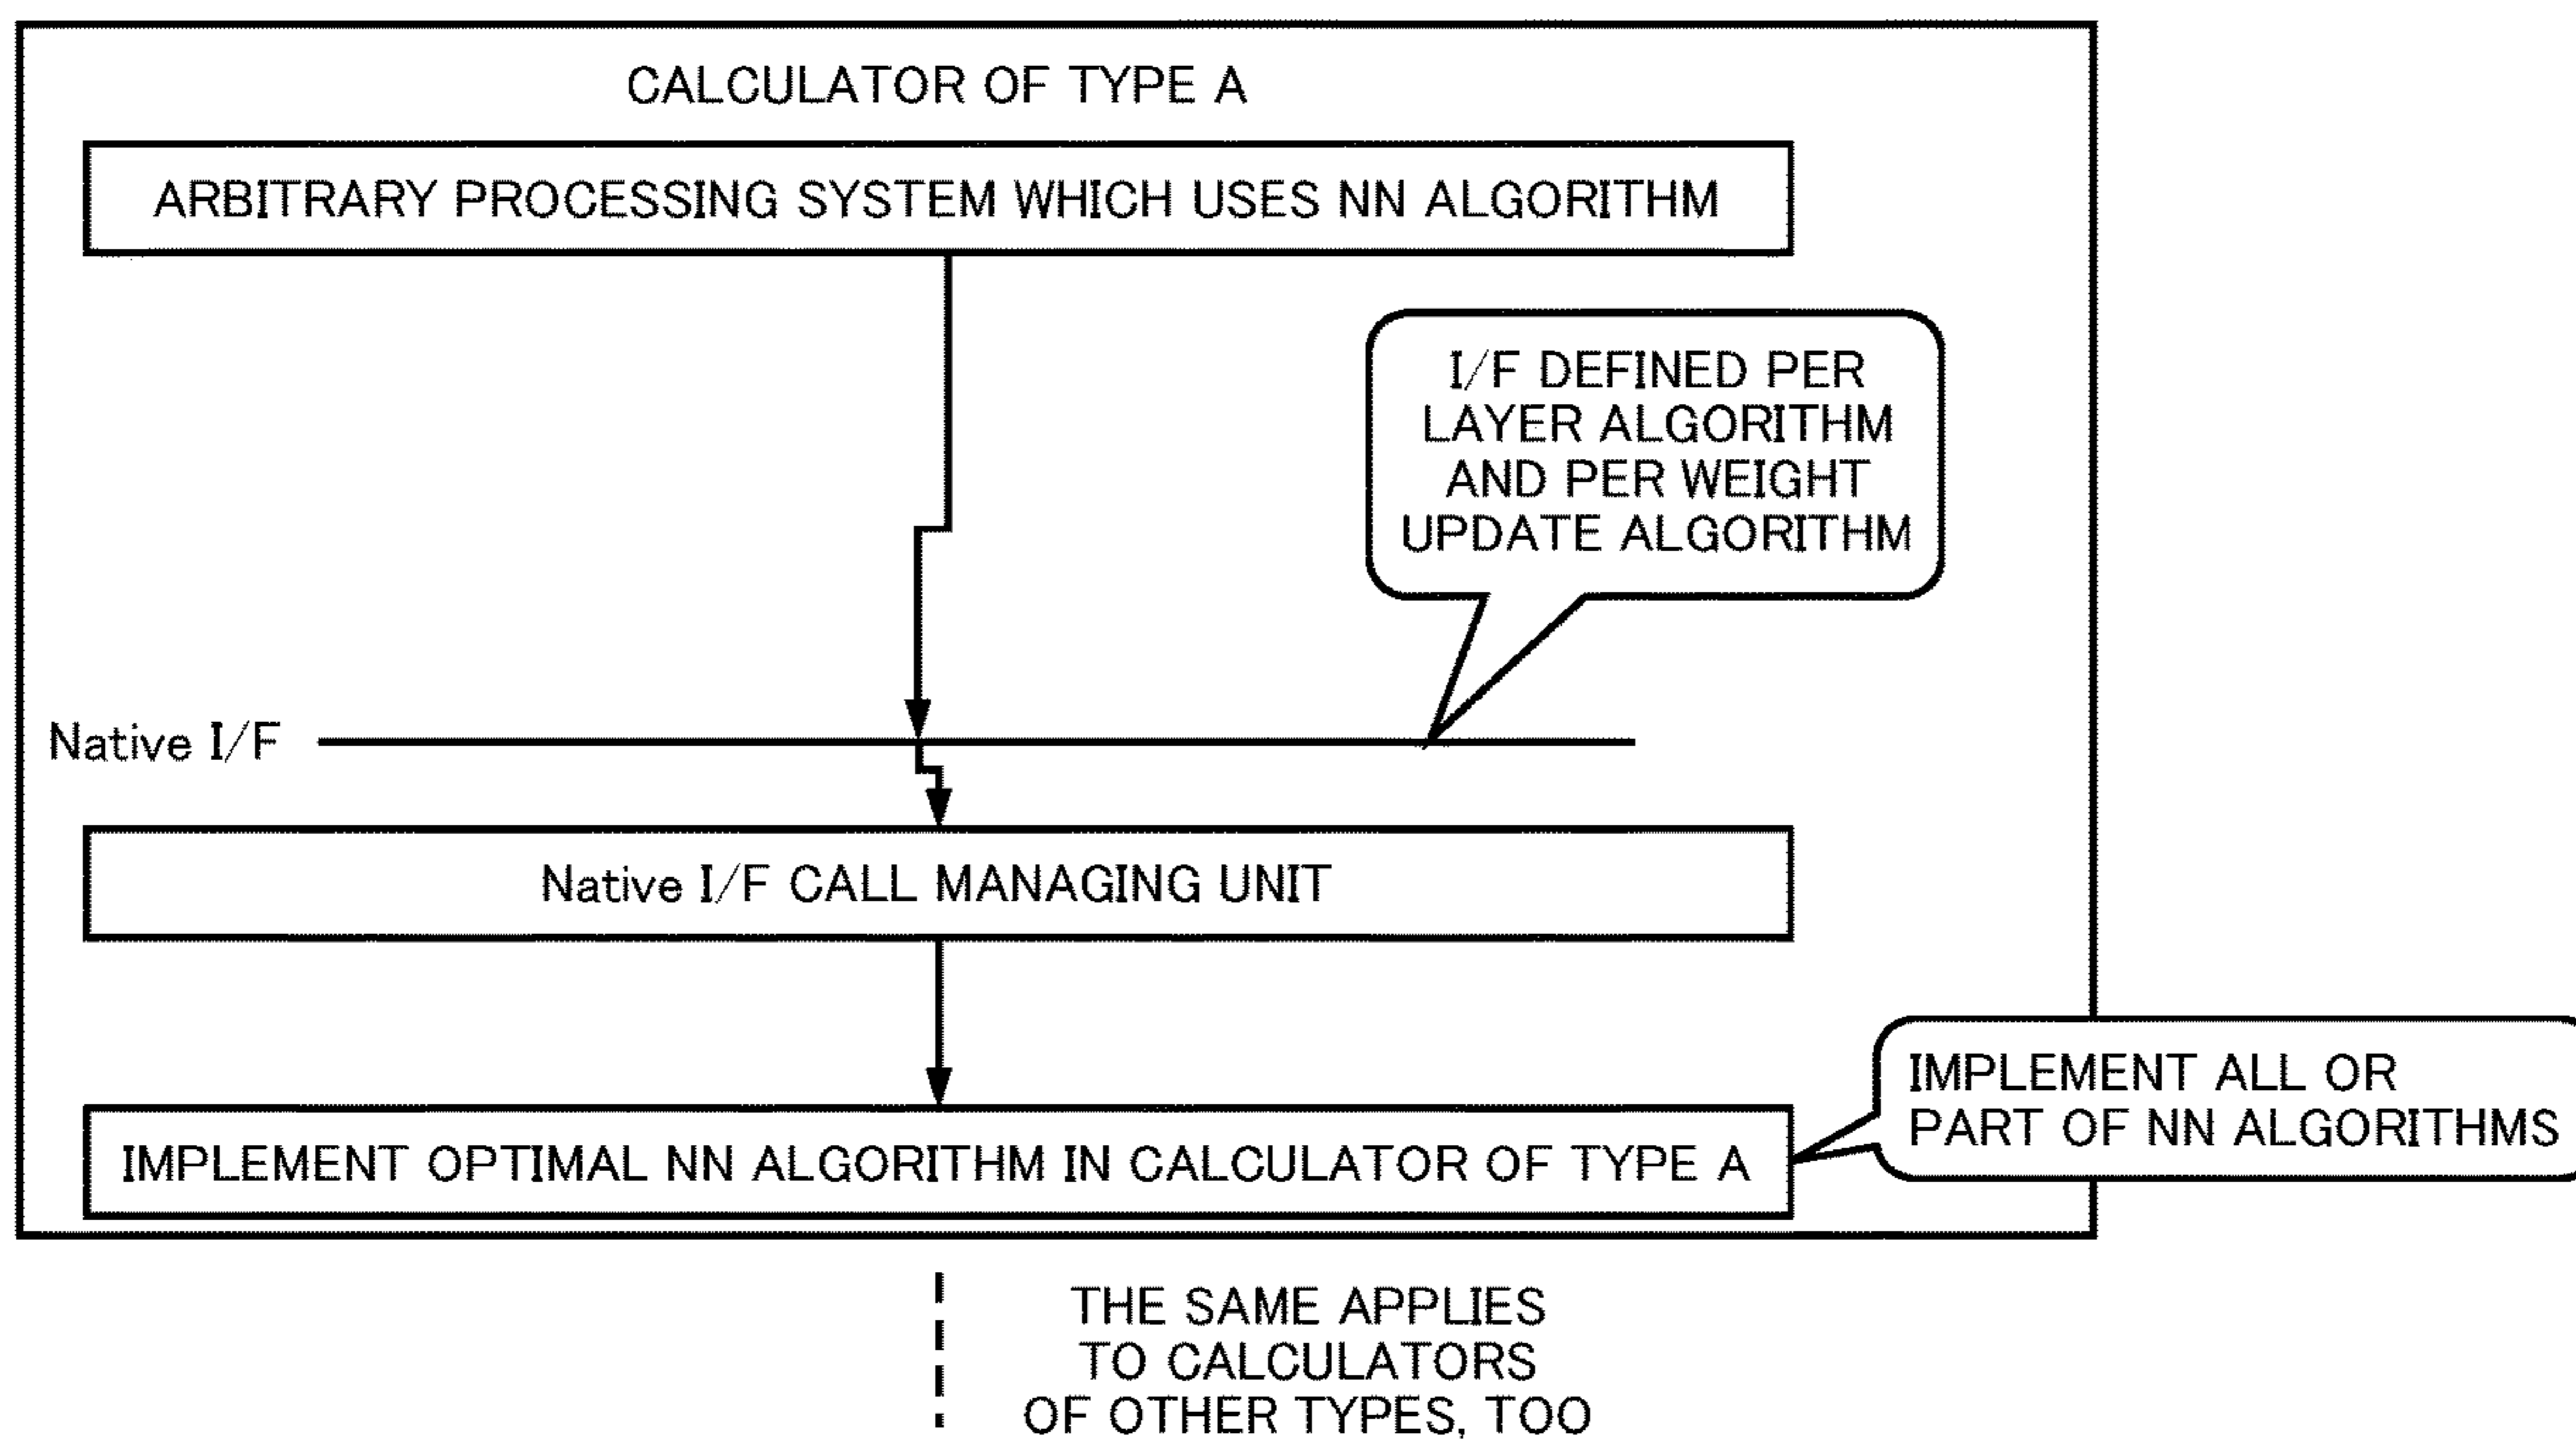 CALCULATOR OF TYPE A
ARBITRARY PROCESSING SYSTEM WHICH USES NN ALGORITHM
I/F DEFINED PER
LAYER ALGORITHM
AND PER WEIGHT
UPDATE ALGORITHM
Native I/F
Native I/F CALL MANAGING UNIT
IMPLEMENT ALL OR
PART OF NN ALGORITHMS
IMPLEMENT OPTIMAL NN ALGORITHM IN CALCULATOR OF TYPE A
THE SAME APPLIES
TO CALCULATORS
OF OTHER TYPES, TOO